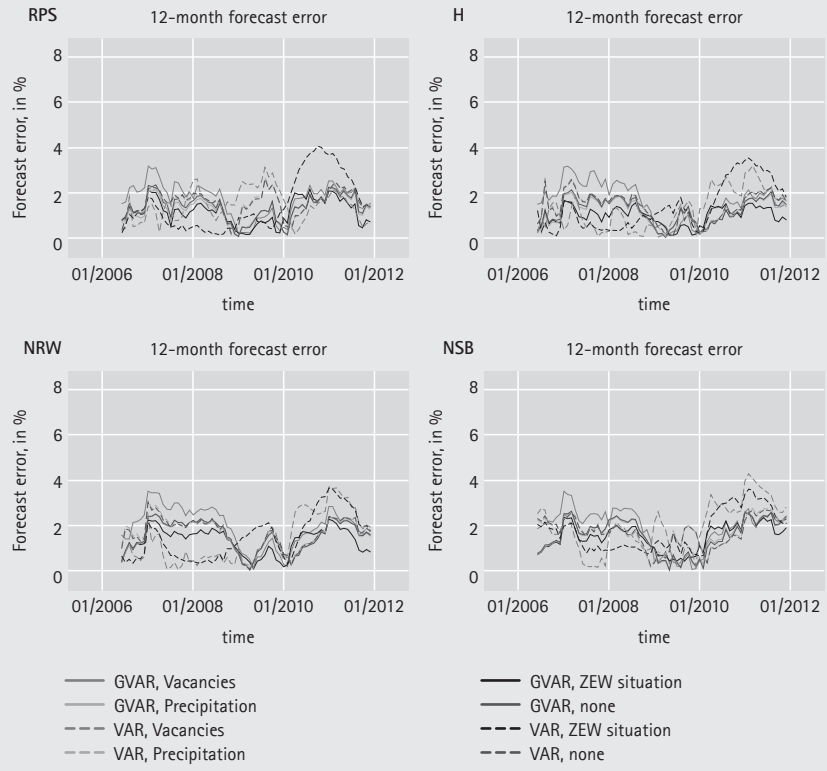 RPS
12-month forecast error
Forecast error, in %
8
6
4
2
0
01/2006 01/2008 01/2010 01/2012
time
H
12-month forecast error
Forecast error, in %
8
6
4
2
0
01/2006 01/2008 01/2010 01/2012
time
NRW
12-month forecast error
Forecast error, in %
8
6
4
2
0
01/2006 01/2008 01/2010 01/2012
time
NSB
12-month forecast error
Forecast error, in %
8
6
4
2
0
01/2006 01/2008 01/2010 01/2012
time
GVAR, Vacancies
GVAR, Precipitation
VAR, Vacancies
VAR, Precipitation
GVAR, ZEW situation
GVAR, none
VAR, ZEW situation
VAR, none